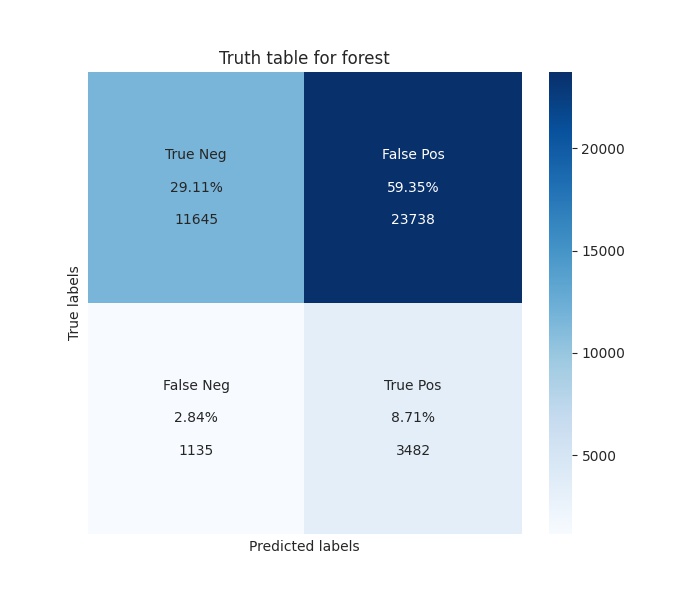 Truth table for forest
True Neg
29.11%
11645
False Pos
59.35%
23738
False Neg
2.84%
1135
True Pos
8.71%
3482
True labels
Predicted labels
20000
15000
10000
5000